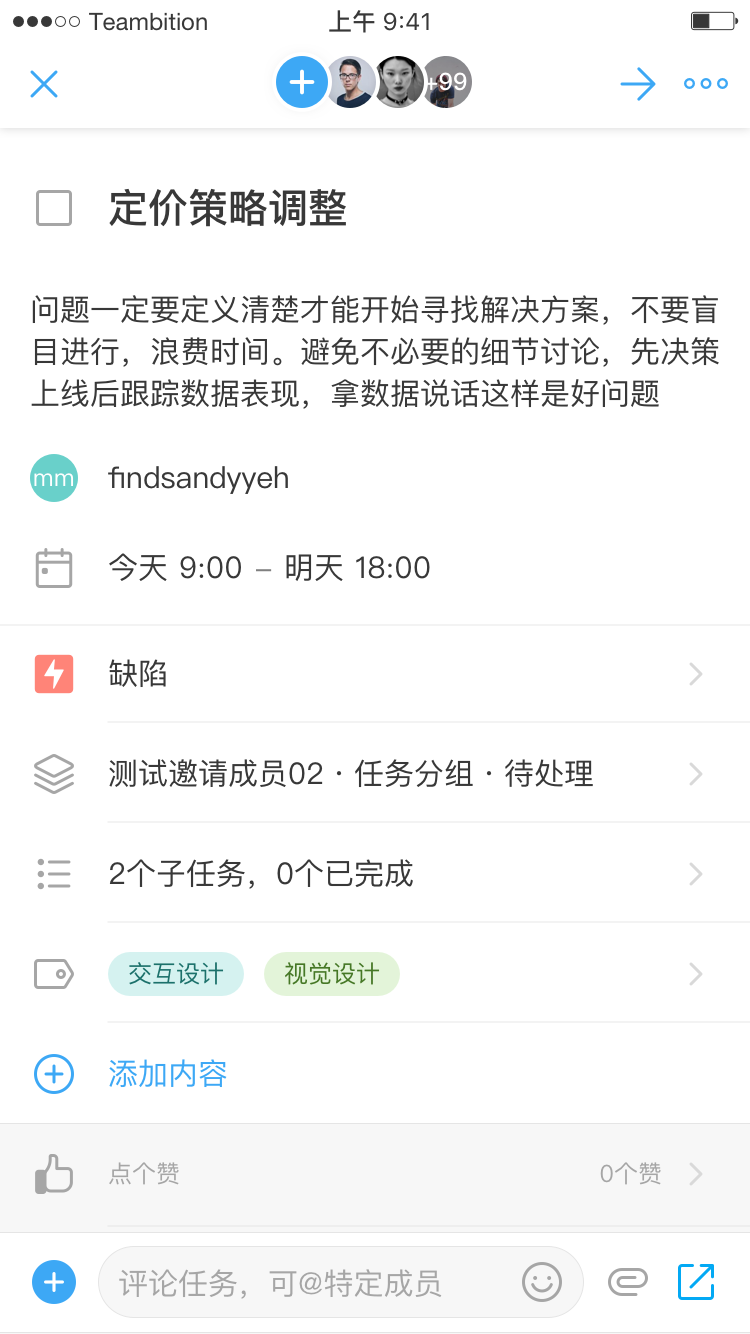 Teambition 上午 9:41
+99
定价策略调整
问题一定要定义清楚才能开始寻找解决方案，不要盲
目进行，浪费时间。避免不必要的细节讨论，先决策
上线后跟踪数据表现，拿数据说话这样是好问题
mm findsandyyeh
今天 9:00 – 明天 18:00
缺陷
测试邀请成员02 · 任务分组 · 待处理
2个子任务，0个已完成
交互设计 视觉设计
添加内容
点个赞 0个赞
评论任务，可@特定成员